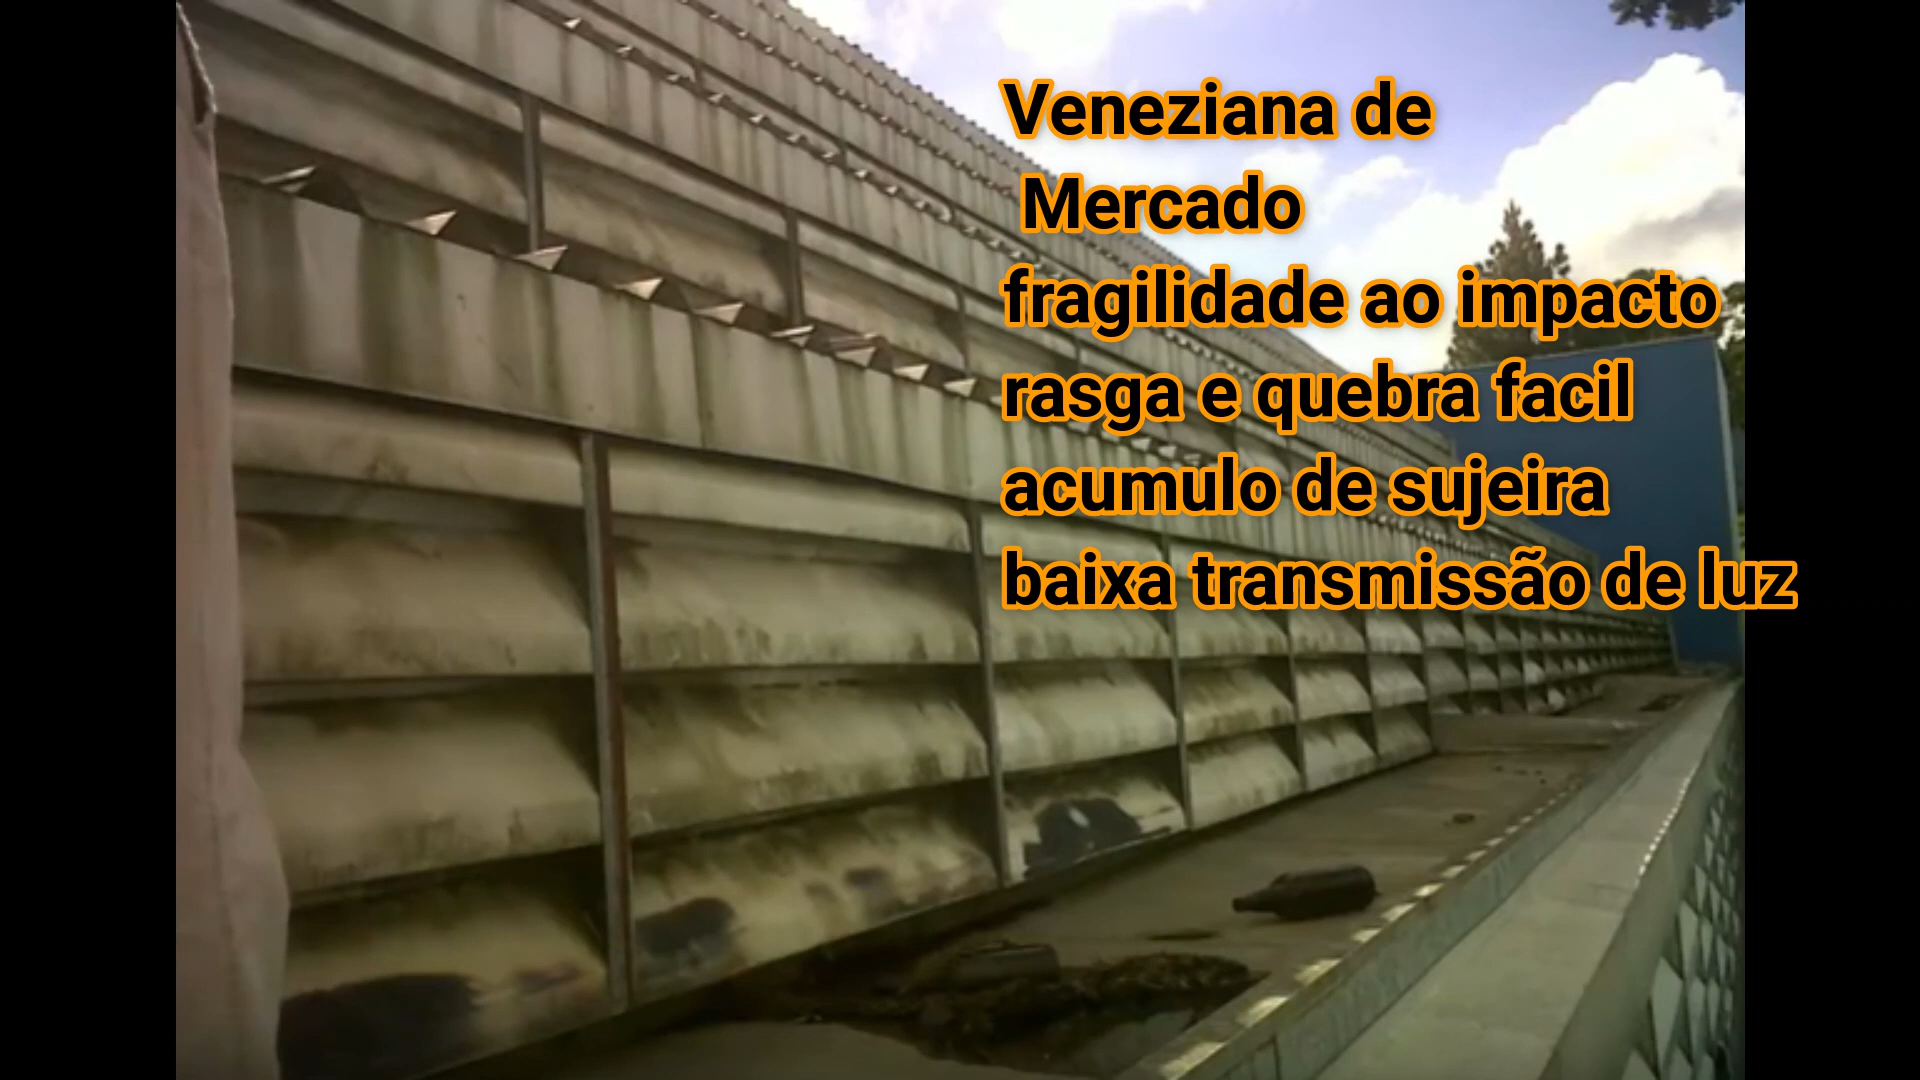 Veneziana de
Mercado
fragilidade ao impacto
rasga e quebra facil
acumulo de sujeira
baixa transmissão de luz